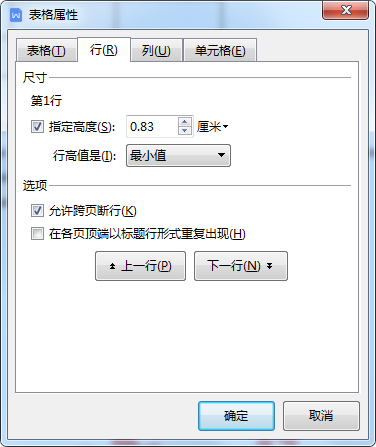 表格属性
表格(T)
行(R)
列(U)
单元格(E)
尺寸
第1行
指定高度(S): 0.83 厘米
行高值是(I): 最小值
选项
允许跨页断行(K)
在各页顶端以标题行形式重复出现(H)
上一行(P) 下一行(N)
确定 取消